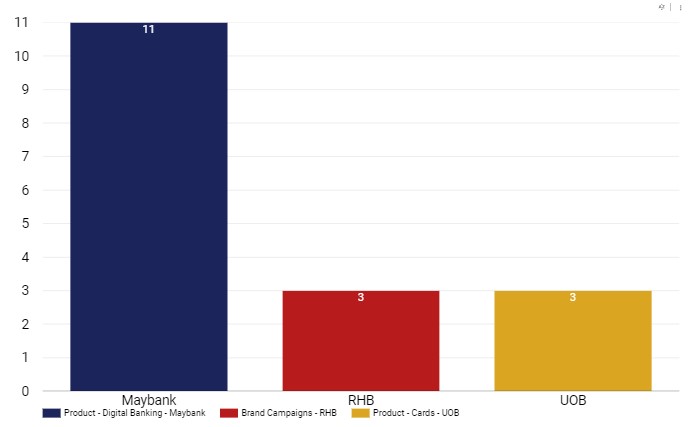 11
10
9
8
7
6
5
4
3
2
1
0
11
3
3
Maybank
RHB
UOB
Product - Digital Banking - Maybank
Brand Campaigns - RHB
Product - Cards - UOB